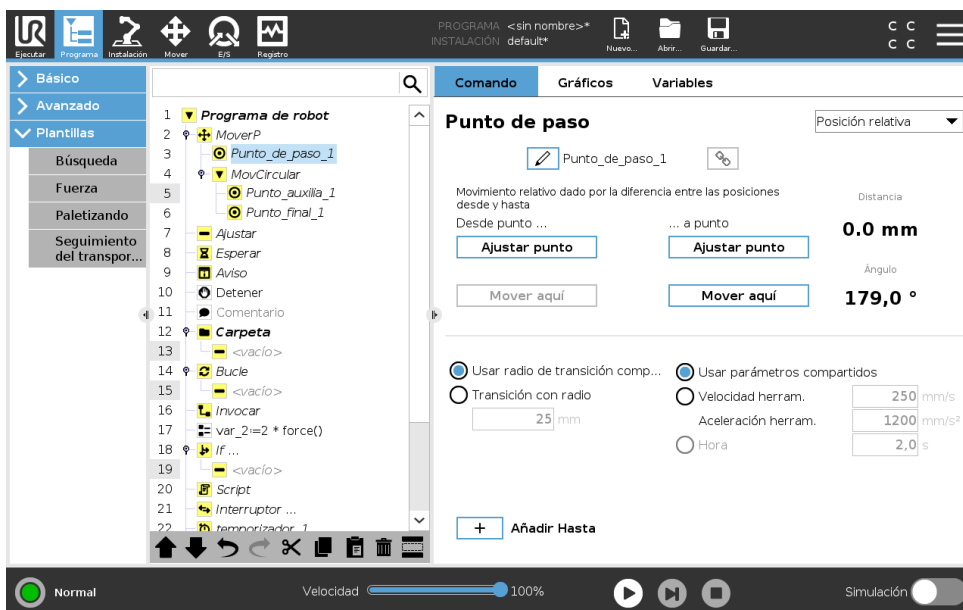 PROGRAMA <sin nombre>*
INSTALACIÓN default*
Ejecutar Programa Instalación Mover E/S Registro Nuevo... Abrir... Guardar...
C C
C C
Básico
Avanzado
Plantillas
Búsqueda
Fuerza
Paletizando
Seguimiento
del transpor...
1 Programa de robot
2 MoverP
3 Punto_de_paso_1
4 MovCircular
5 Punto_auxilia_1
6 Punto_final_1
7 Ajustar
8 Esperar
9 Aviso
10 Detener
11 Comentario
12 Carpeta
13 <vacío>
14 Bucle
15 <vacío>
16 Invocar
17 var_2:=2 * force()
18 If ...
19 <vacío>
20 Script
21 Interruptor ...
22 temporizador_1
Comando Gráficos Variables
Punto de paso
Posición relativa
Punto_de_paso_1
Movimiento relativo dado por la diferencia entre las posiciones
desde y hasta
Distancia
Desde punto ... ... a punto
0.0 mm
Ajustar punto Ajustar punto
Ángulo
Mover aquí Mover aquí
179,0 °
Usar radio de transición comp... Usar parámetros compartidos
Transición con radio Velocidad herram. 250 mm/s
25 mm Aceleración herram. 1200 mm/s²
Hora 2,0 s
+ Añadir Hasta
Normal Velocidad 100% Simulación